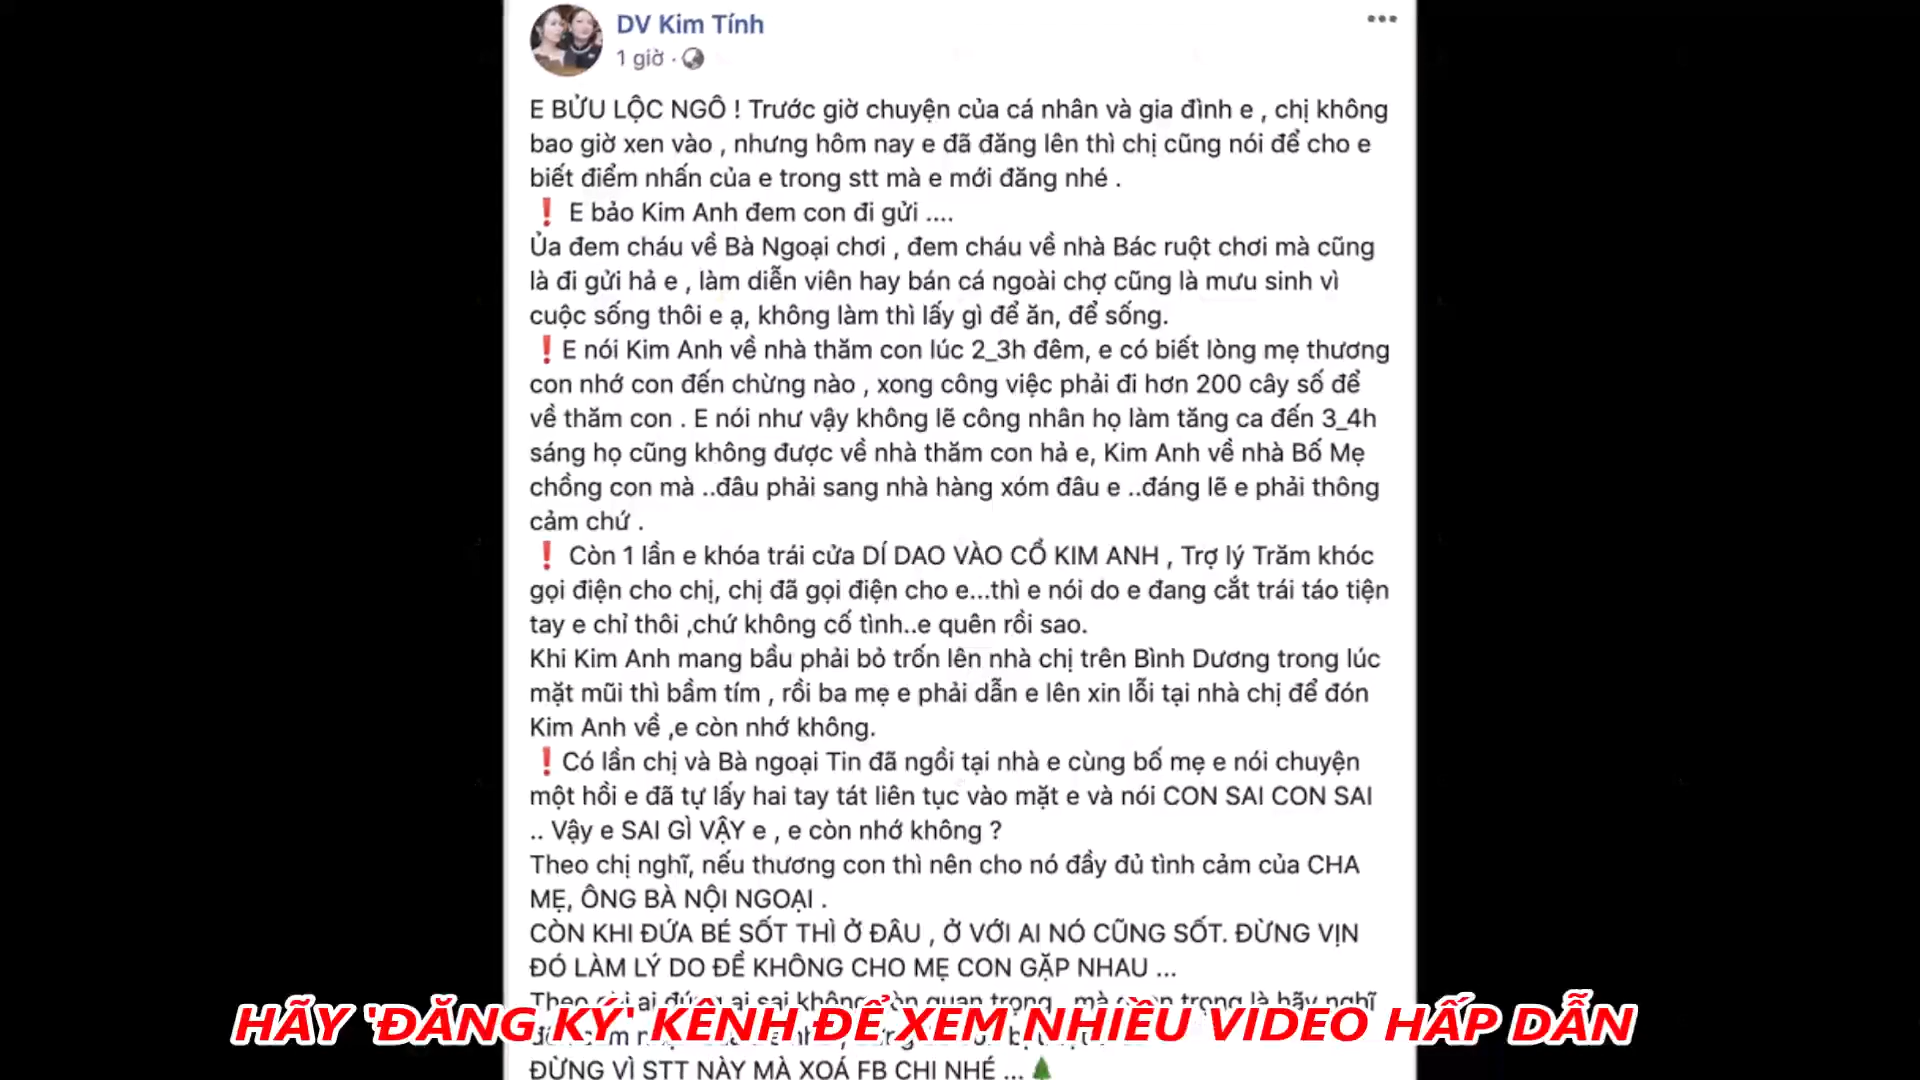 DV Kim Tính
1 giờ ·
E BỬU LỘC NGÔ ! Trước giờ chuyện của cá nhân và gia đình e , chị không
bao giờ xen vào , nhưng hôm nay e đã đăng lên thì chị cũng nói để cho e
biết điểm nhấn của e trong stt mà e mới đăng nhé .
❗ E bảo Kim Anh đem con đi gửi ....
Ủa đem cháu về Bà Ngoại chơi , đem cháu về nhà Bác ruột chơi mà cũng
là đi gửi hả e , làm diễn viên hay bán cá ngoài chợ cũng là mưu sinh vì
cuộc sống thôi e ạ, không làm thì lấy gì để ăn, để sống.
❗E nói Kim Anh về nhà thăm con lúc 2_3h đêm, e có biết lòng mẹ thương
con nhớ con đến chừng nào , xong công việc phải đi hơn 200 cây số để
về thăm con . E nói như vậy không lẽ công nhân họ làm tăng ca đến 3_4h
sáng họ cũng không được về nhà thăm con hả e, Kim Anh về nhà Bố Mẹ
chồng con mà ..đâu phải sang nhà hàng xóm đâu e ..đáng lẽ e phải thông
cảm chứ .
❗ Còn 1 lần e khóa trái cửa DÍ DAO VÀO CỔ KIM ANH , Trợ lý Trăm khóc
gọi điện cho chị, chị đã gọi điện cho e...thì e nói do e đang cắt trái táo tiện
tay e chỉ thôi ,chứ không cố tình..e quên rồi sao.
Khi Kim Anh mang bầu phải bỏ trốn lên nhà chị trên Bình Dương trong lúc
mặt mũi thì bầm tím , rồi ba mẹ e phải dẫn e lên xin lỗi tại nhà chị để đón
Kim Anh về ,e còn nhớ không.
❗Có lần chị và Bà ngoại Tin đã ngồi tại nhà e cùng bố mẹ e nói chuyện
một hồi e đã tự lấy hai tay tát liên tục vào mặt e và nói CON SAI CON SAI
.. Vậy e SAI GÌ VẬY e , e còn nhớ không ?
Theo chị nghĩ, nếu thương con thì nên cho nó đầy đủ tình cảm của CHA
MẸ, ÔNG BÀ NỘI NGOẠI .
CÒN KHI ĐỨA BÉ SỐT THÌ Ở ĐÂU , Ở VỚI AI NÓ CŨNG SỐT. ĐỪNG VỊN
ĐÓ LÀM LÝ DO ĐỂ KHÔNG CHO MẸ CON GẶP NHAU ...
Theo chị ai đúng ai sai không còn quan trọng , mà quan trọng là hãy nghĩ
HÃY 'ĐĂNG KÝ' KÊNH ĐỂ XEM NHIỀU VIDEO HẤP DẪN
ĐỪNG VÌ STT NÀY MÀ XOÁ FB CHỊ NHÉ ... 🌲